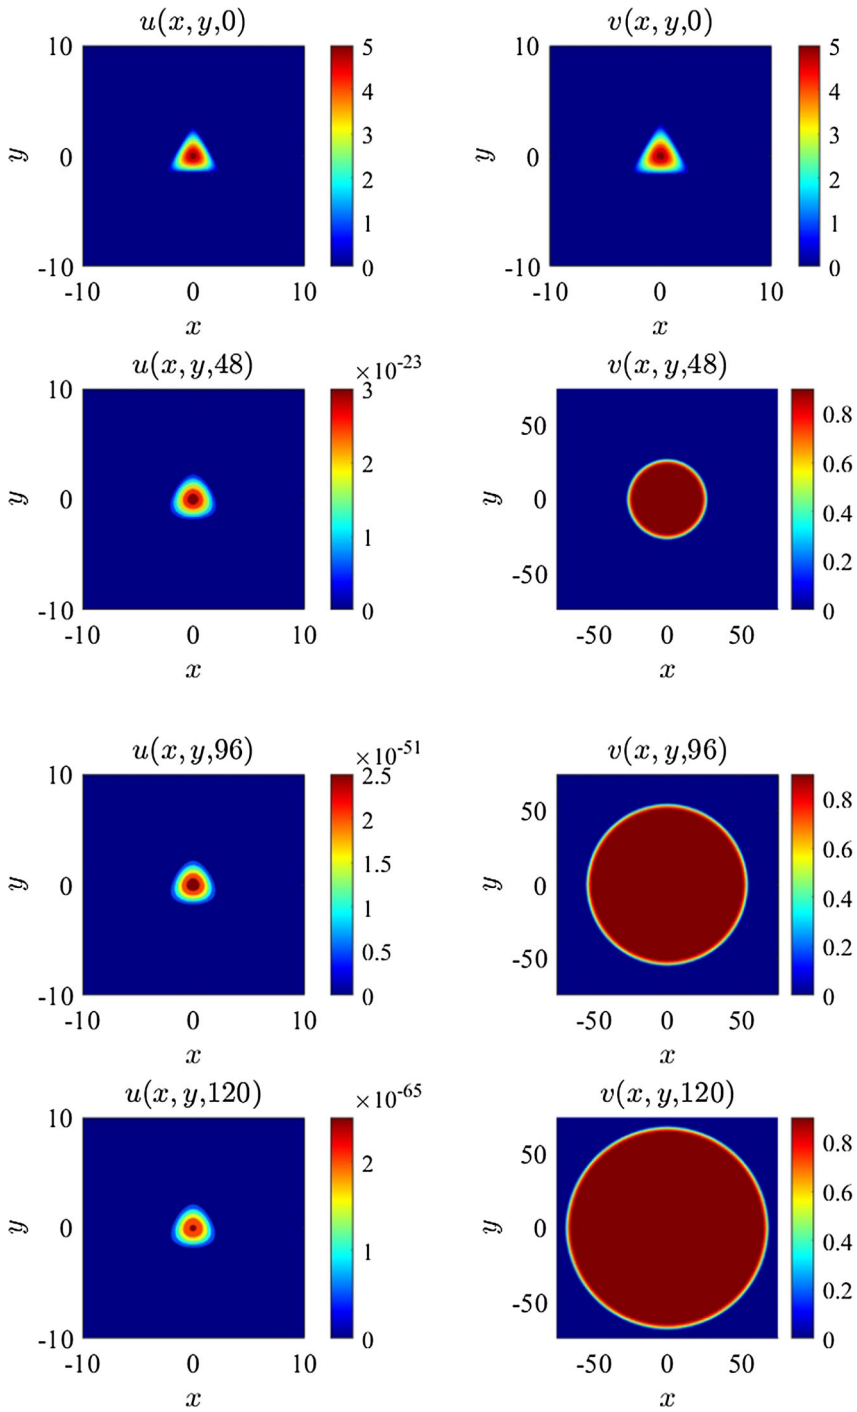 u(x, y,0)
10
0
-10
y
-10 0 10
x
5
4
3
2
1
0
v(x, y,0)
10
0
-10
y
-10 0 10
x
5
4
3
2
1
0
u(x, y,48)
10
0
-10
y
-10 0 10
x
×10-23
3
2
1
0
v(x, y,48)
50
0
-50
y
-50 0 50
x
0.8
0.6
0.4
0.2
0
u(x, y,96)
10
0
-10
y
-10 0 10
x
×10-51
2.5
2
1.5
1
0.5
0
v(x, y,96)
50
0
-50
y
-50 0 50
x
0.8
0.6
0.4
0.2
0
u(x, y,120)
10
0
-10
y
-10 0 10
x
×10-65
2
1
0
v(x, y,120)
50
0
-50
y
-50 0 50
x
0.8
0.6
0.4
0.2
0